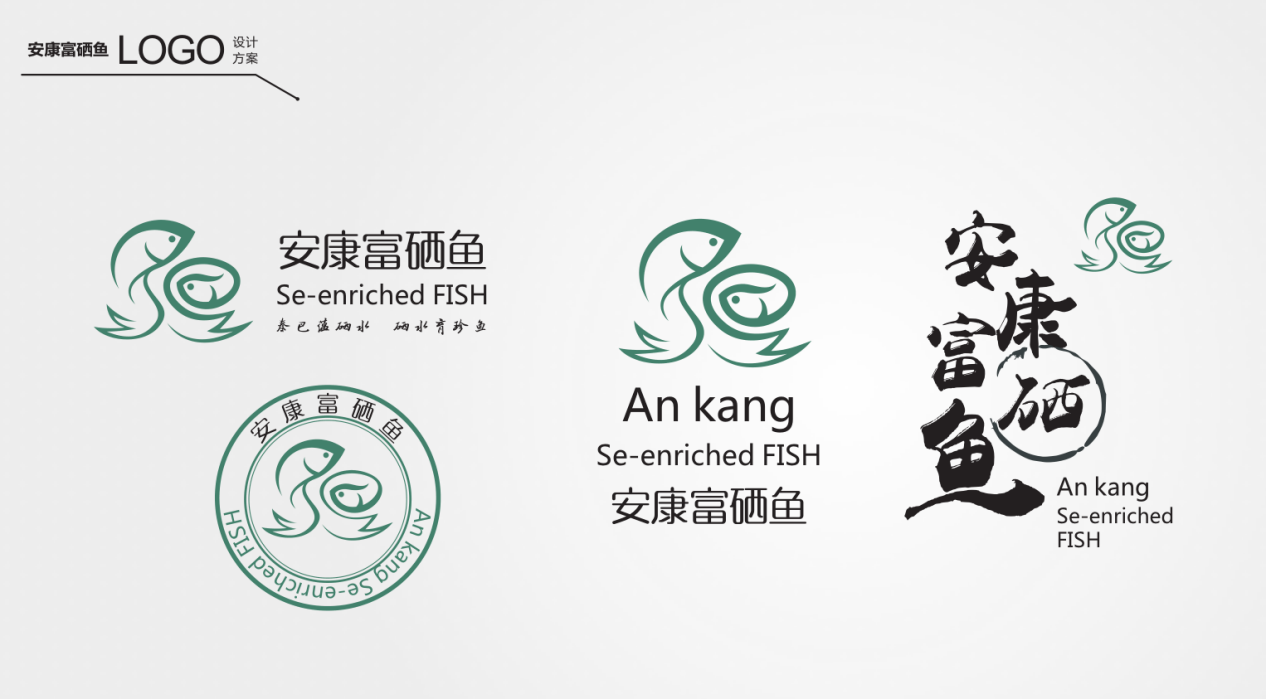 安康富硒鱼 LOGO 设计
方案
安康富硒鱼
Se-enriched FISH
秦巴蕴硒水 硒水育珍鱼
安康富硒鱼
An kang Se-enriched FISH
An kang
Se-enriched FISH
安康富硒鱼
安康富硒鱼
An kang
Se-enriched
FISH